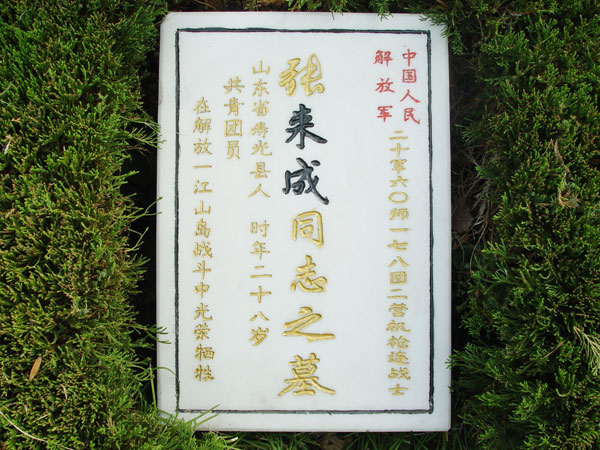 中国人民
解放军
二十军六〇师一七八团二营机枪连战士
张来成同志之墓
山东省寿光县人 时年二十八岁
共青团员
在解放一江山岛战斗中光荣牺牲